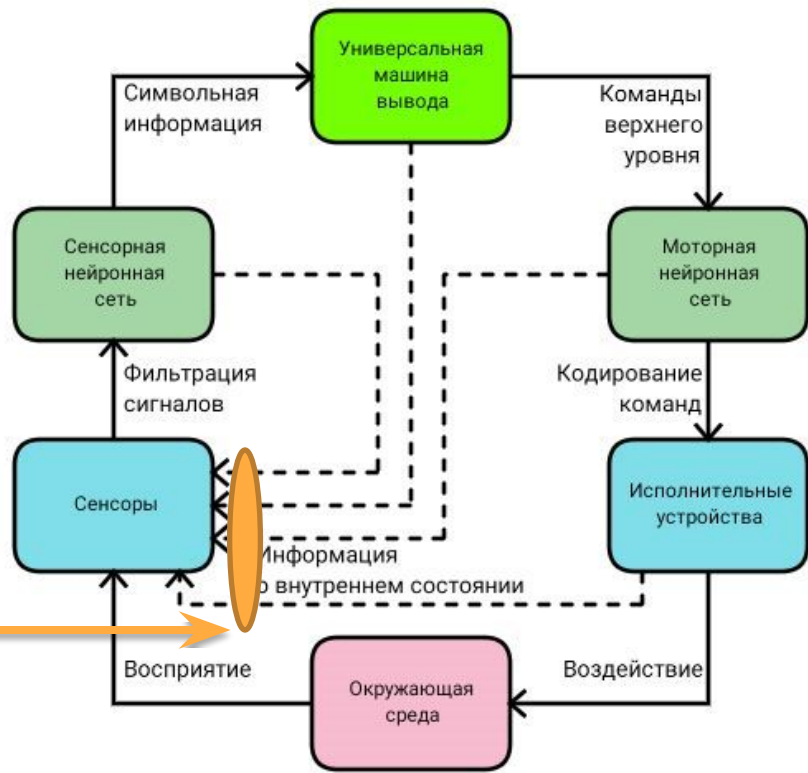 Универсальная
машина
вывода
Символьная
информация
Команды
верхнего
уровня
Сенсорная
нейронная
сеть
Моторная
нейронная
сеть
Фильтрация
сигналов
Кодирование
команд
Сенсоры
Исполнительные
устройства
Информация
о внутреннем состоянии
Восприятие
Воздействие
Окружающая
среда